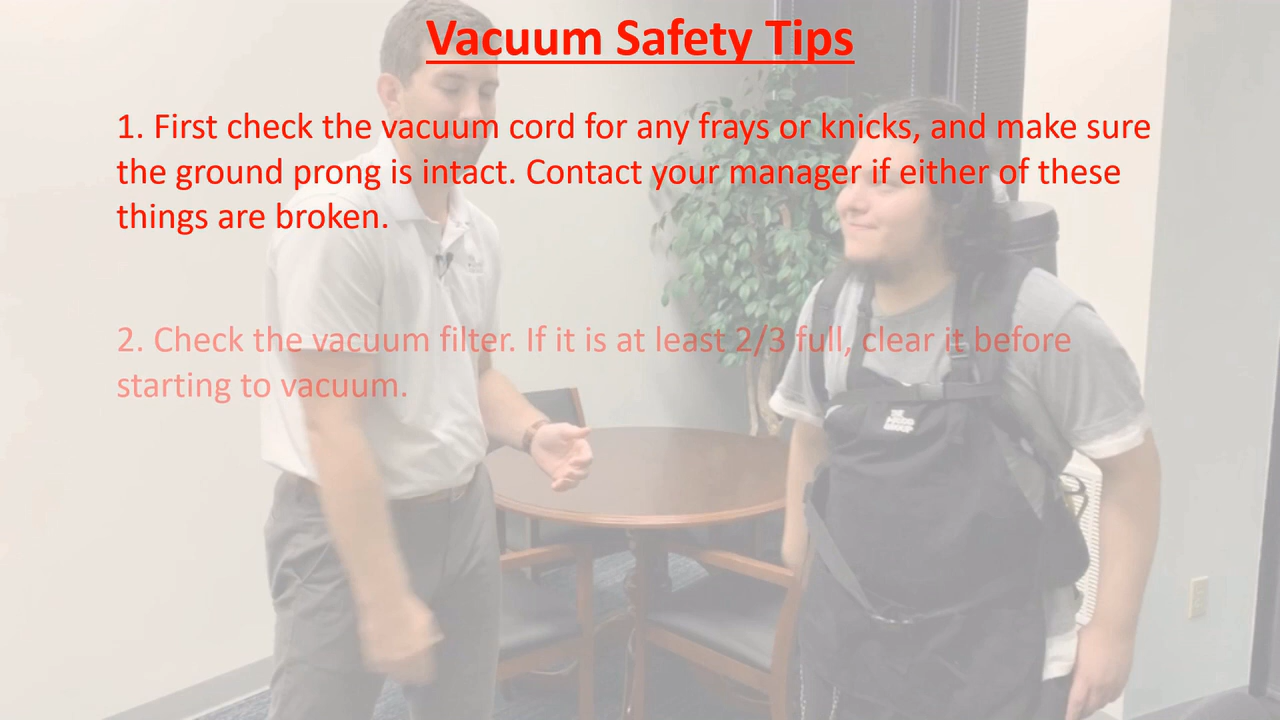 Vacuum Safety Tips
1. First check the vacuum cord for any frays or knicks, and make sure
the ground prong is intact. Contact your manager if either of these
things are broken.
2. Check the vacuum filter. If it is at least 2/3 full, clear it before
starting to vacuum.
THE
GROUP